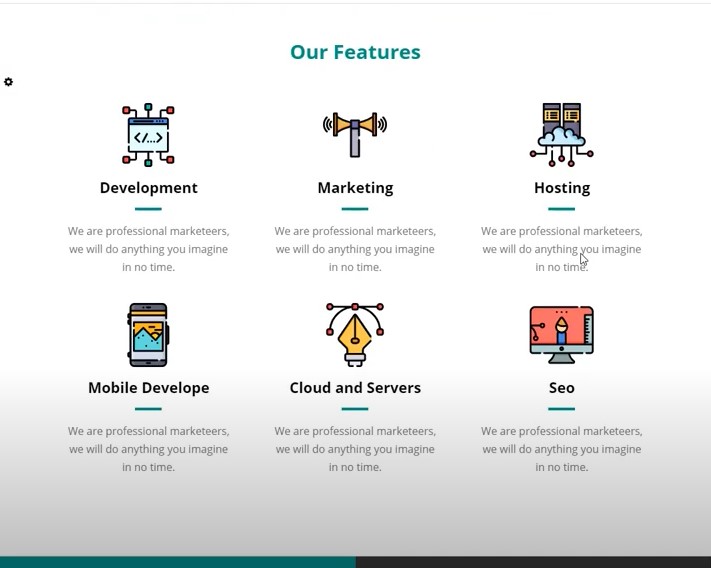 Our Features
</...>
Development
Marketing
Hosting
We are professional marketeers,
we will do anything you imagine
in no time.
We are professional marketeers,
we will do anything you imagine
in no time.
We are professional marketeers,
we will do anything you imagine
in no time.
Mobile Develope
Cloud and Servers
Seo
We are professional marketeers,
we will do anything you imagine
in no time.
We are professional marketeers,
we will do anything you imagine
in no time.
We are professional marketeers,
we will do anything you imagine
in no time.